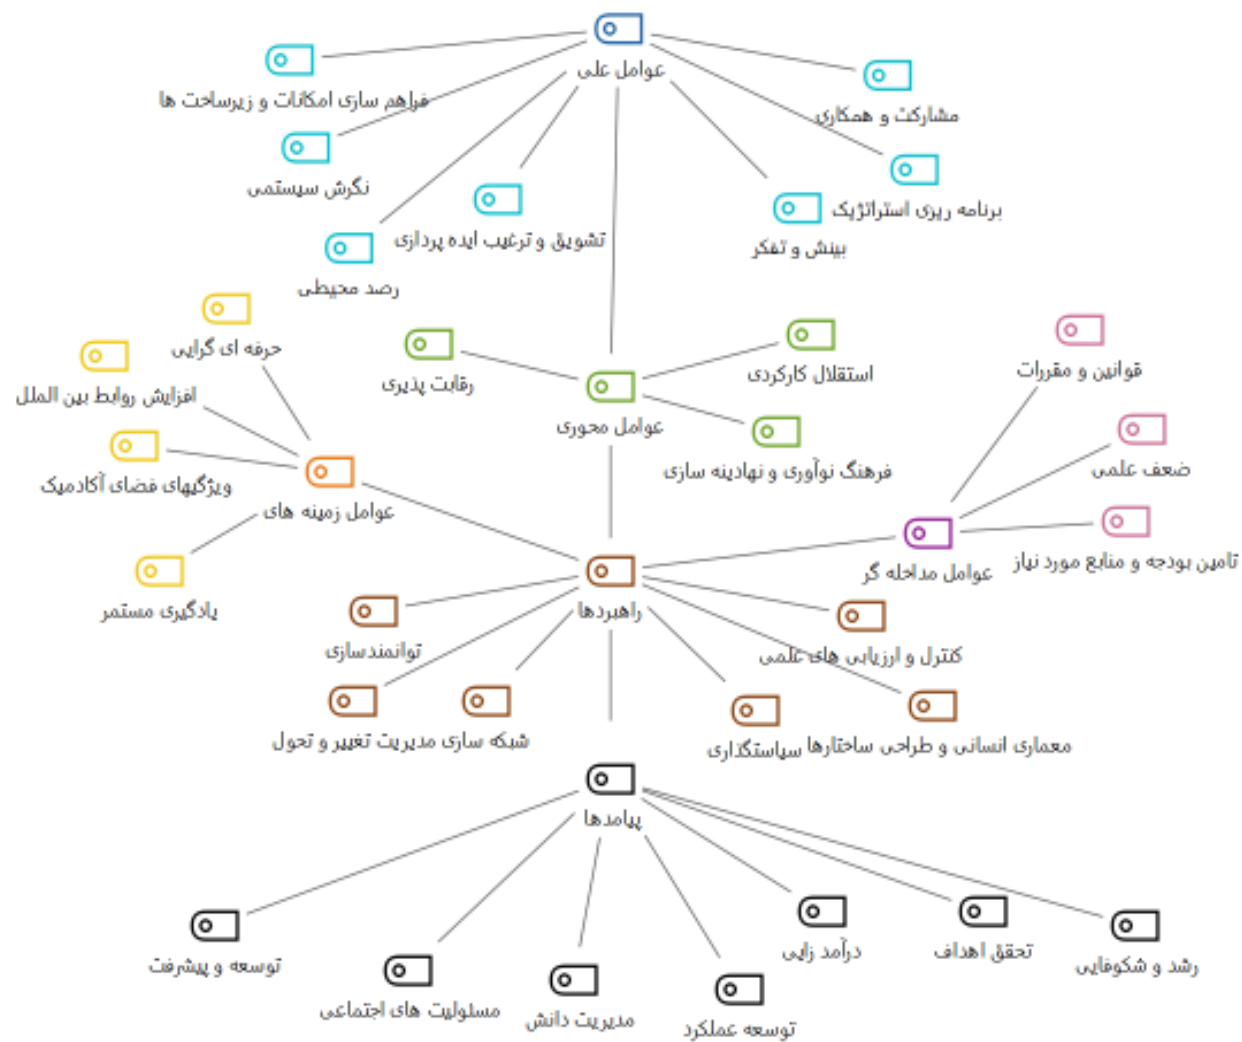 عوامل علی
فراهم سازی امکانات و زیرساخت ها
مشارکت و همکاری
نگرش سیستمی
برنامه ریزی استراتژیک
تشویق و ترغیب ایده پردازی
بینش و تفکر
رصد محیطی
حرفه ای گرایی
افزایش روابط بین الملل
ویژگیهای فضای آکادمیک
عوامل زمینه های
یادگیری مستمر
رقابت پذیری
استقلال کارکردی
عوامل محوری
فرهنگ نوآوری و نهادینه سازی
قوانین و مقررات
ضعف علمی
تامین بودجه و منابع مورد نیاز
عوامل مداخله گر
راهبردها
توانمندسازی
کنترل و ارزیابی های علمی
شبکه سازی
مدیریت تغییر و تحول
سیاستگذاری
معماری انسانی و طراحی ساختارها
پیامدها
توسعه و پیشرفت
مسئولیت های اجتماعی
مدیریت دانش
توسعه عملکرد
درآمد زایی
تحقق اهداف
رشد و شکوفایی